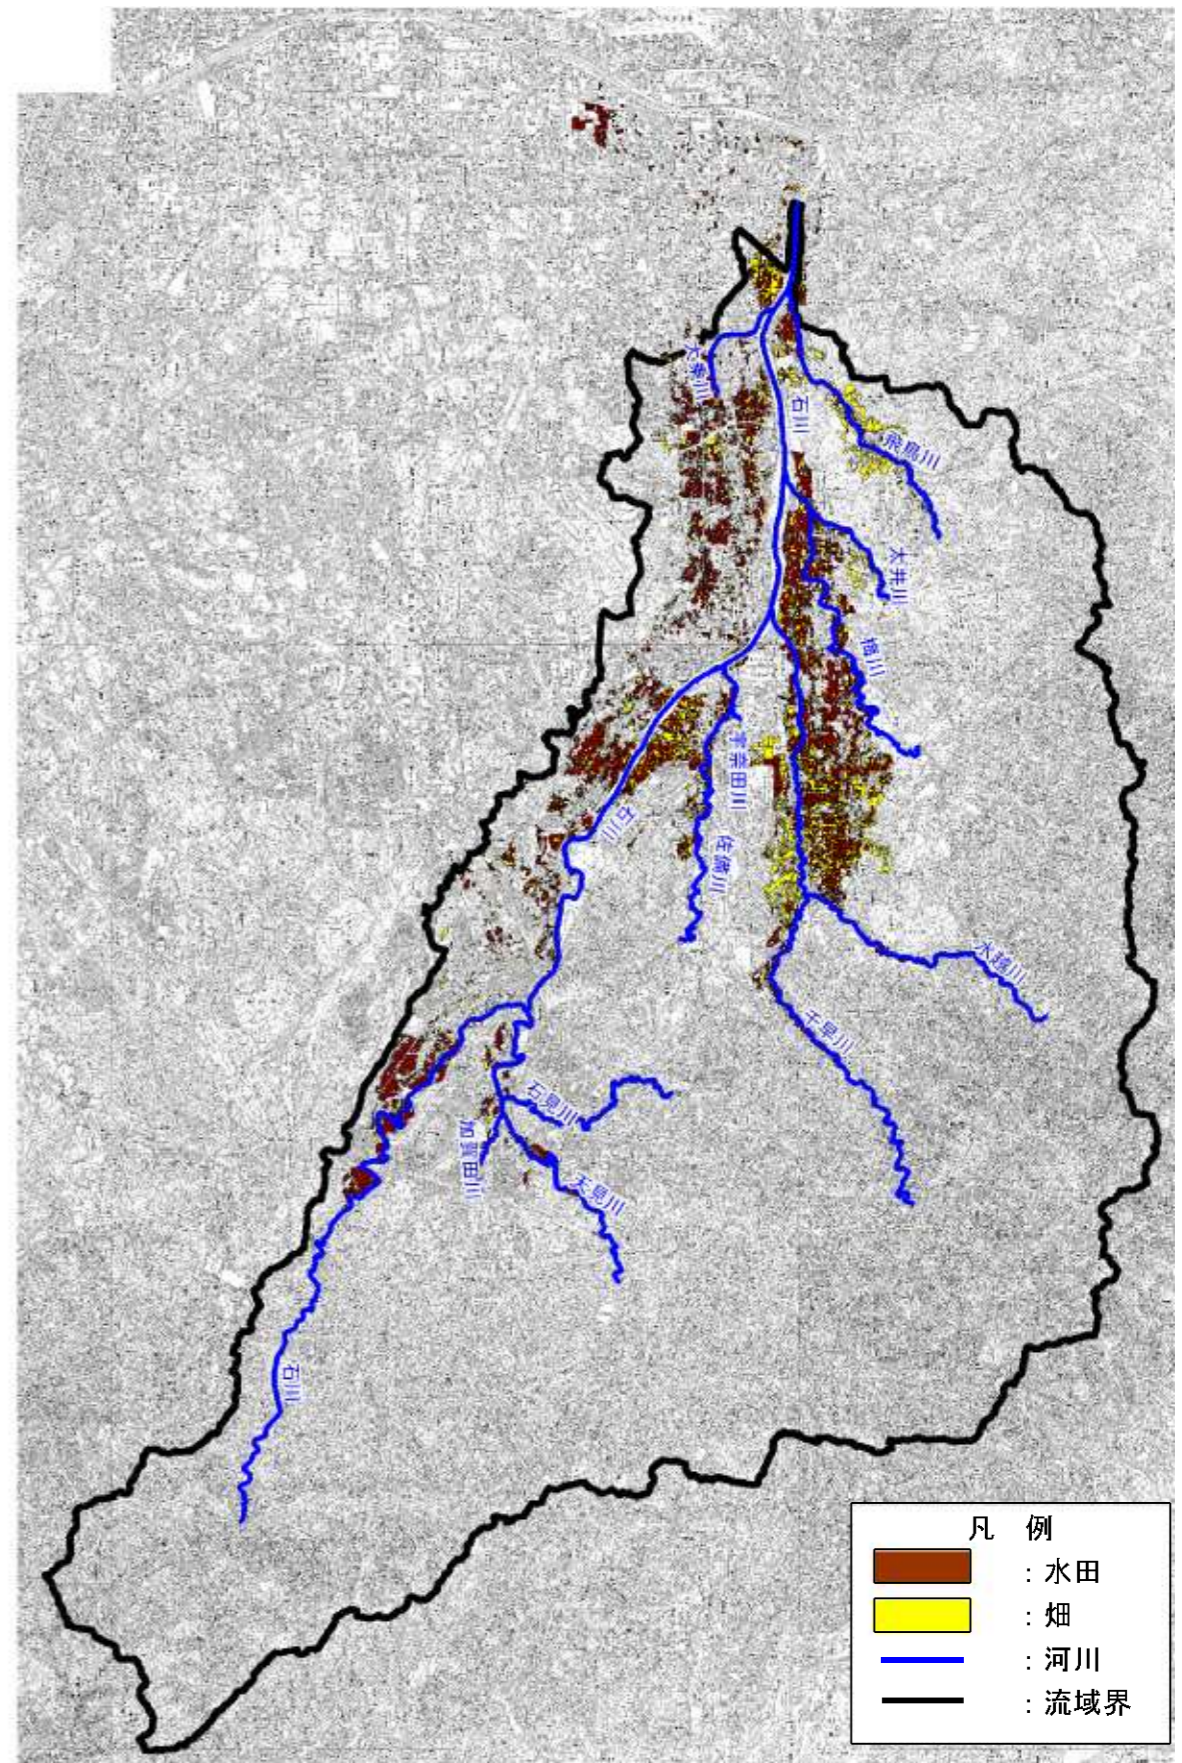 大乗川
石川
飛鳥川
太井川
梅川
宇奈田川
石川
佐備川
水越川
千早川
石見川
加賀田川
天見川
石川
凡 例
：水田
：畑
：河川
：流域界